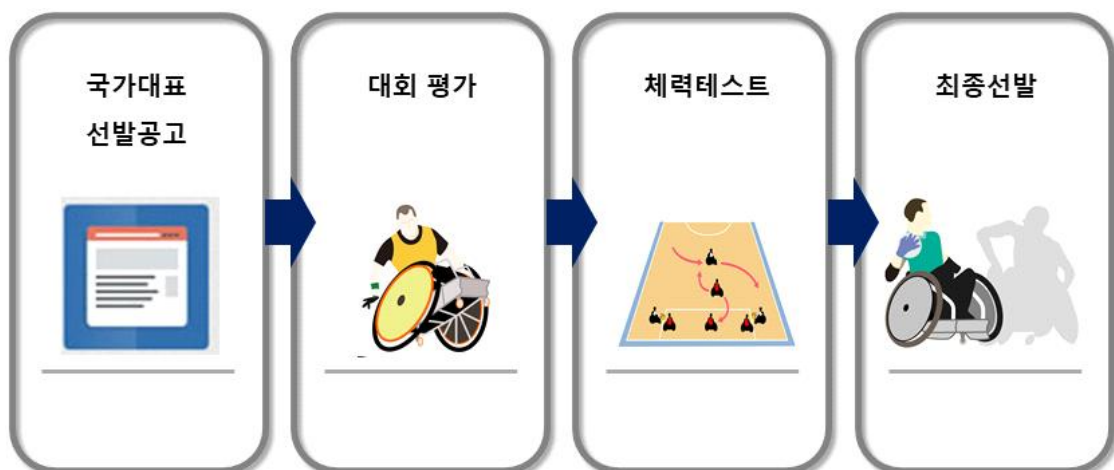 국가대표
선발공고
대회 평가
체력테스트
최종선발